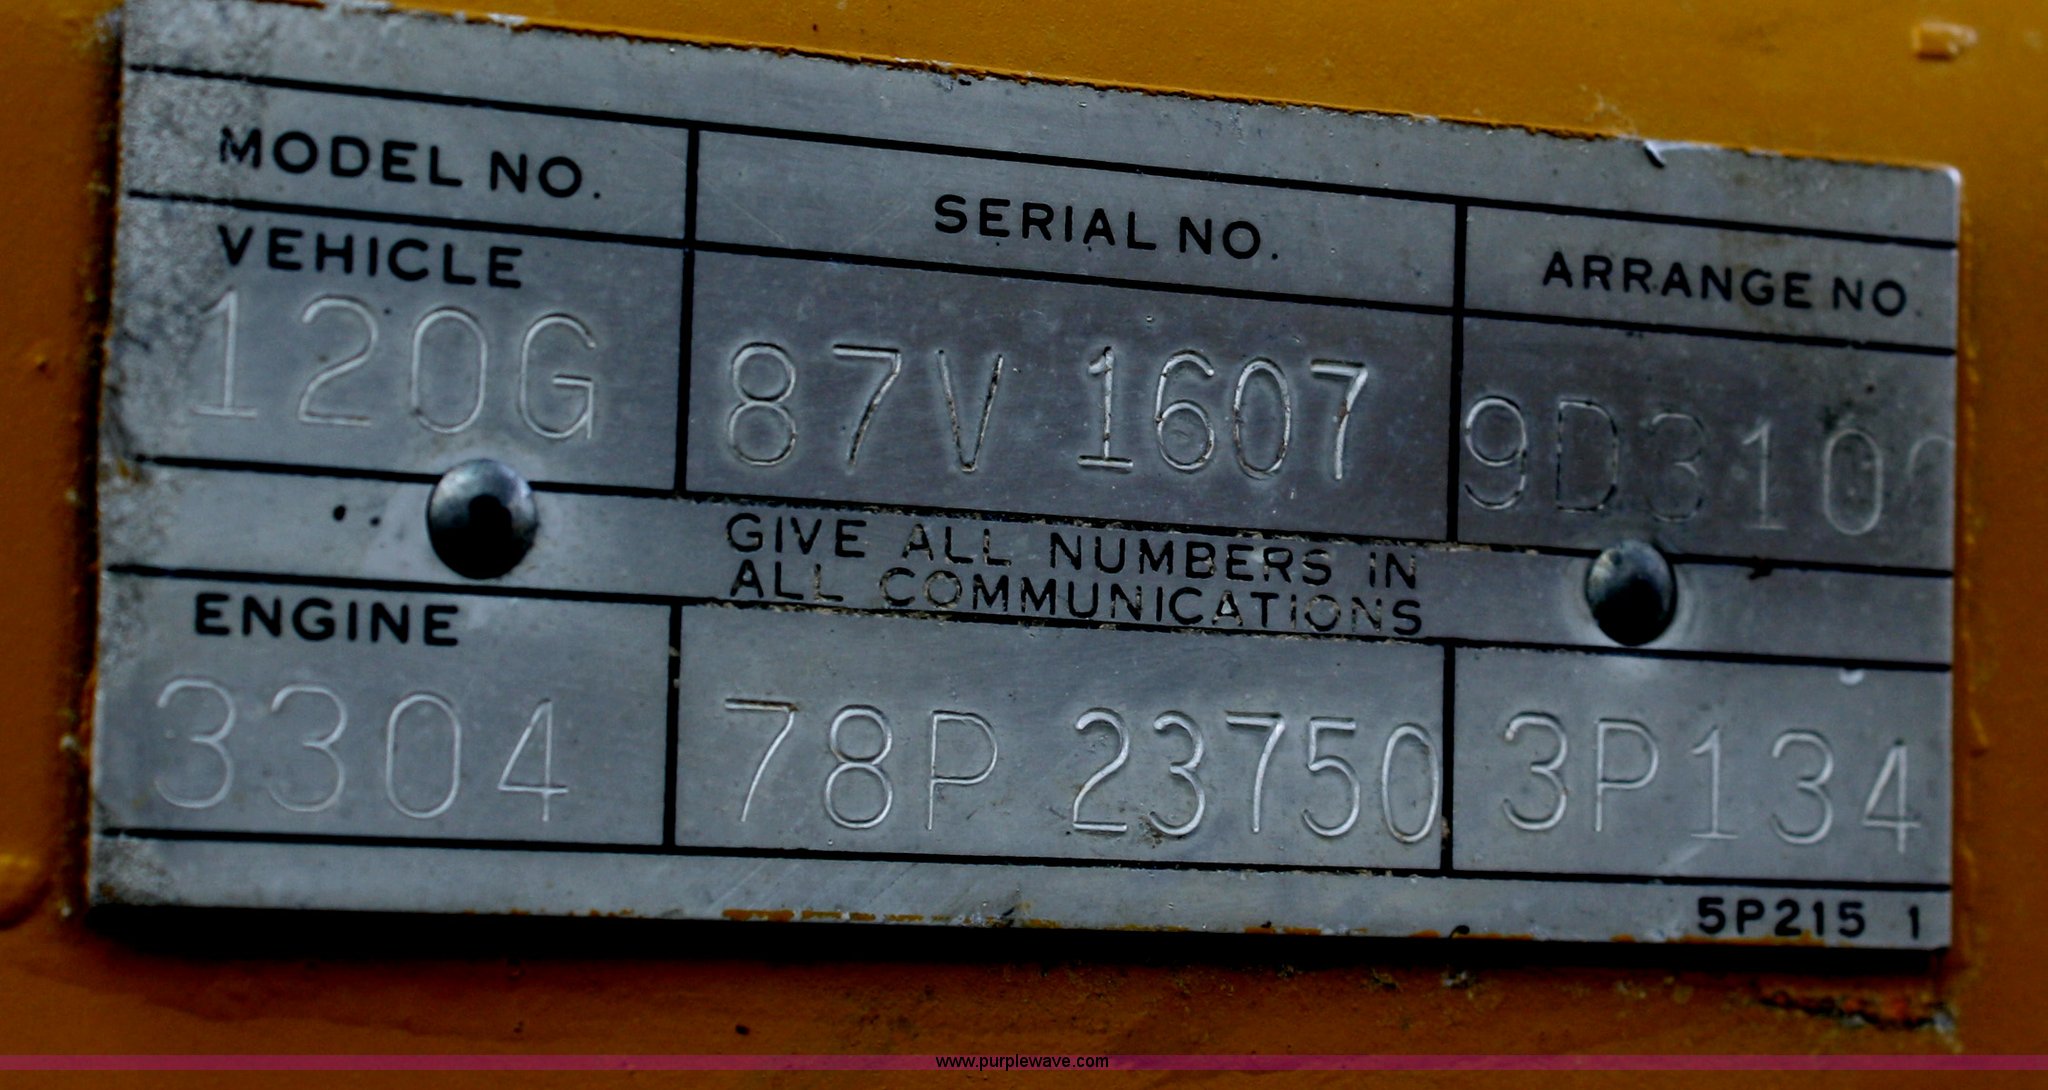 MODEL NO. SERIAL NO. ARRANGE NO.
VEHICLE
120G 87V 1607 9D310
GIVE ALL NUMBERS IN
ALL COMMUNICATIONS
ENGINE
3304 78P 23750 3P134
5P215 1
www.purplewave.com